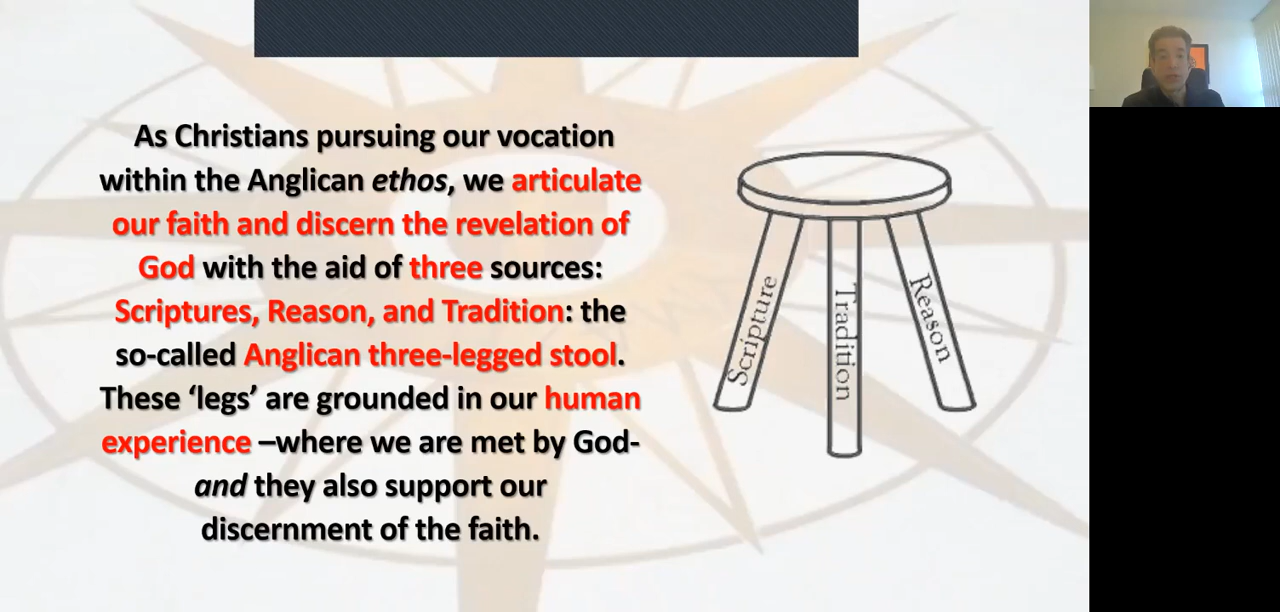 As Christians pursuing our vocation
within the Anglican ethos, we articulate
our faith and discern the revelation of
God with the aid of three sources:
Scriptures, Reason, and Tradition: the
so-called Anglican three-legged stool.
These ‘legs’ are grounded in our human
experience –where we are met by God-
and they also support our
discernment of the faith.
Scripture
Tradition
Reason